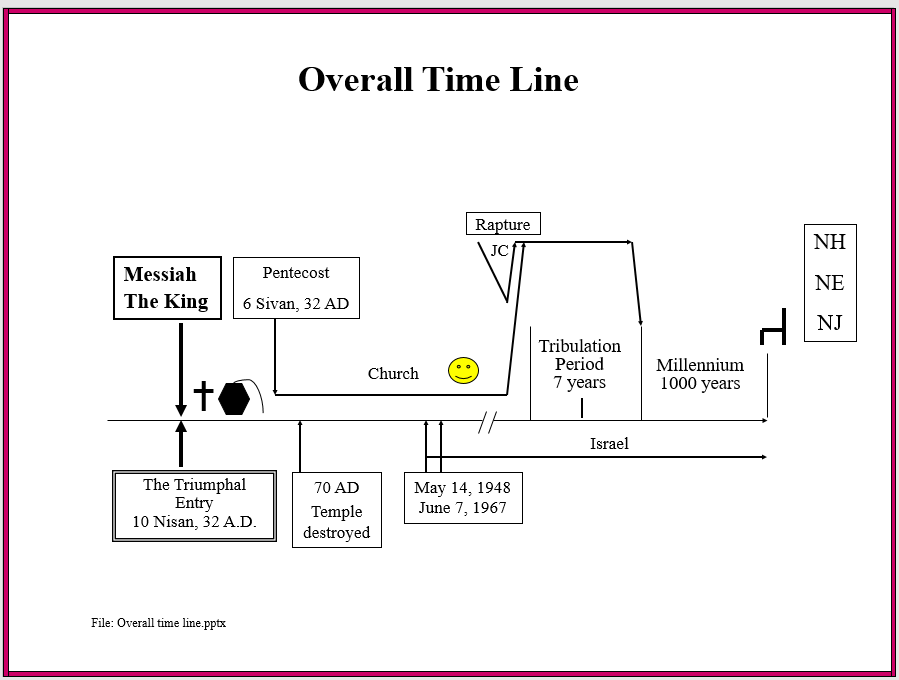 Overall Time Line
Rapture
JC
NH
NE
NJ
Messiah
The King
Pentecost
6 Sivan, 32 AD
Church
Tribulation
Period
7 years
Millennium
1000 years
Israel
The Triumphal
Entry
10 Nisan, 32 A.D.
70 AD
Temple
destroyed
May 14, 1948
June 7, 1967
File: Overall time line.pptx